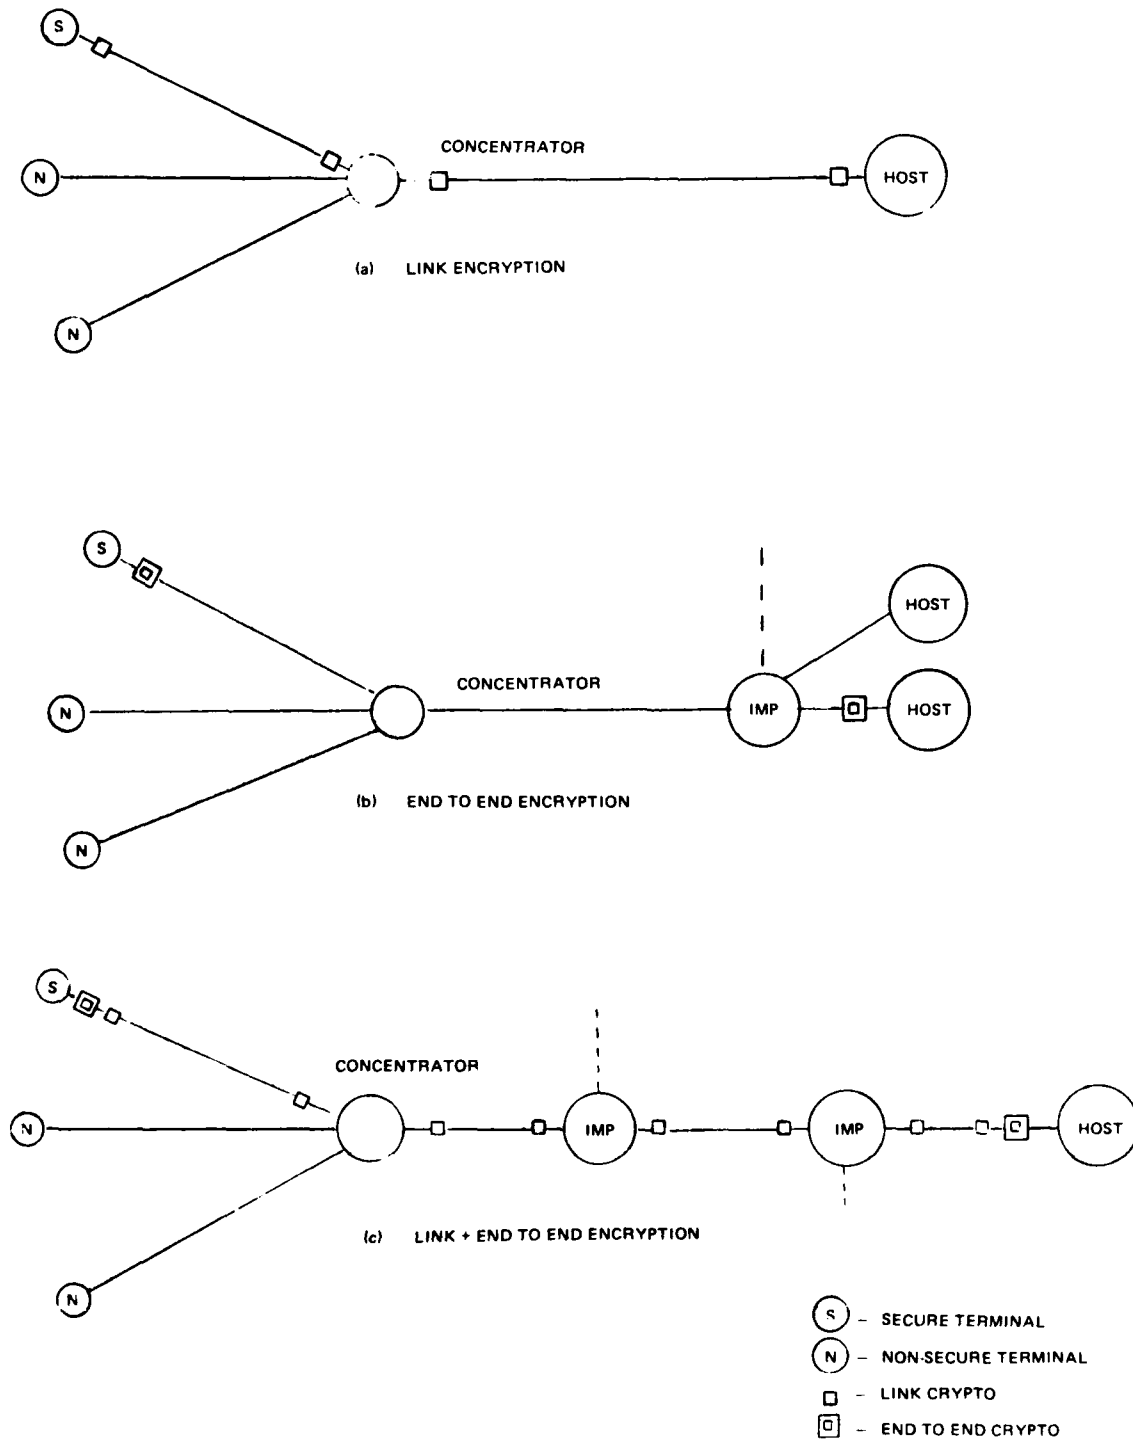 S
CONCENTRATOR
N
HOST
(a) LINK ENCRYPTION
N
S
HOST
CONCENTRATOR
N
IMP
HOST
(b) END TO END ENCRYPTION
N
S
CONCENTRATOR
N
IMP
IMP
HOST
(c) LINK + END TO END ENCRYPTION
N
S – SECURE TERMINAL
N – NON-SECURE TERMINAL
– LINK CRYPTO
– END TO END CRYPTO